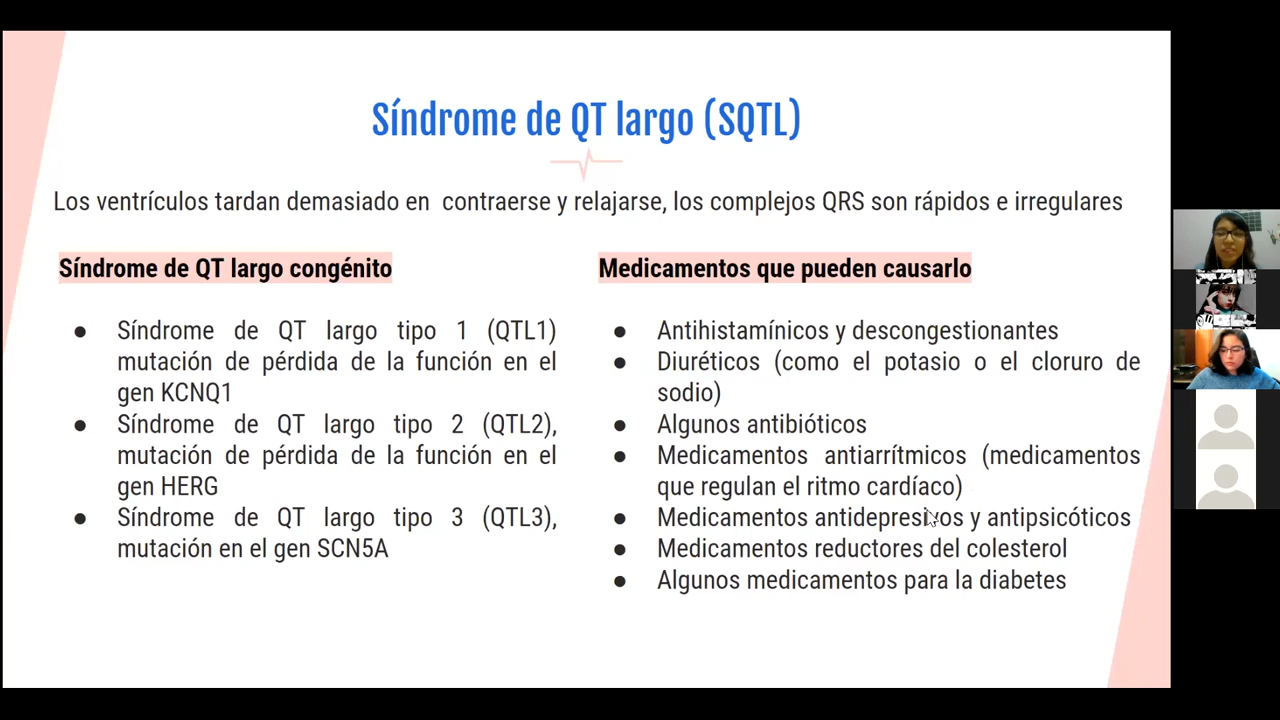 Síndrome de QT largo (SQTL)
Los ventrículos tardan demasiado en contraerse y relajarse, los complejos QRS son rápidos e irregulares
Síndrome de QT largo congénito
● Síndrome de QT largo tipo 1 (QTL1)
mutación de pérdida de la función en el
gen KCNQ1
● Síndrome de QT largo tipo 2 (QTL2),
mutación de pérdida de la función en el
gen HERG
● Síndrome de QT largo tipo 3 (QTL3),
mutación en el gen SCN5A
Medicamentos que pueden causarlo
● Antihistamínicos y descongestionantes
● Diuréticos (como el potasio o el cloruro de
sodio)
● Algunos antibióticos
● Medicamentos antiarrítmicos (medicamentos
que regulan el ritmo cardíaco)
● Medicamentos antidepresivos y antipsicóticos
● Medicamentos reductores del colesterol
● Algunos medicamentos para la diabetes